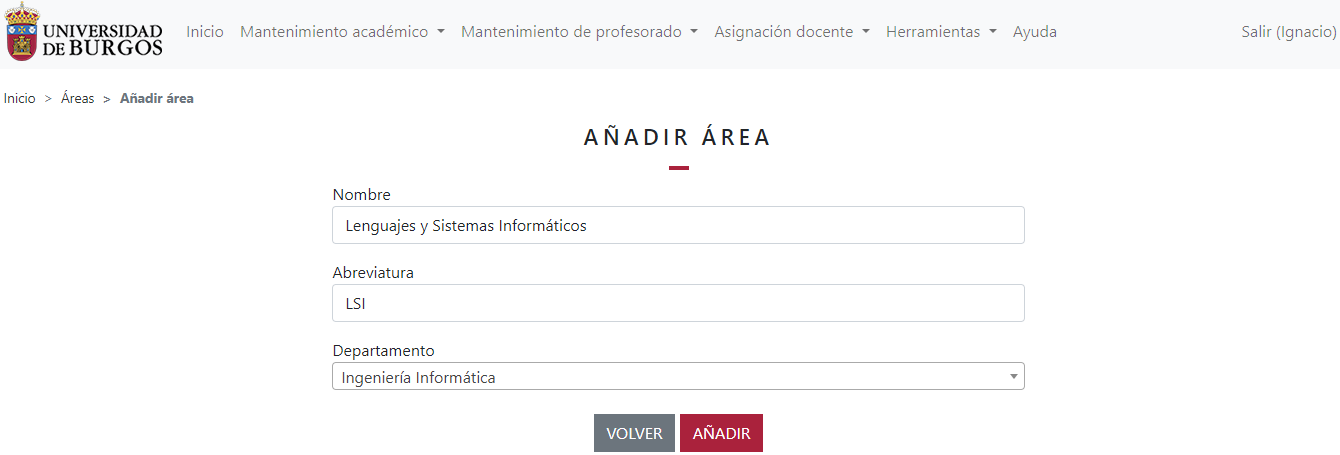 UNIVERSIDAD
DE BURGOS
Inicio Mantenimiento académico Mantenimiento de profesorado Asignación docente Herramientas Ayuda Salir (Ignacio)
Inicio > Áreas > Añadir área
AÑADIR ÁREA
Nombre
Lenguajes y Sistemas Informáticos
Abreviatura
LSI
Departamento
Ingeniería Informática
VOLVER AÑADIR